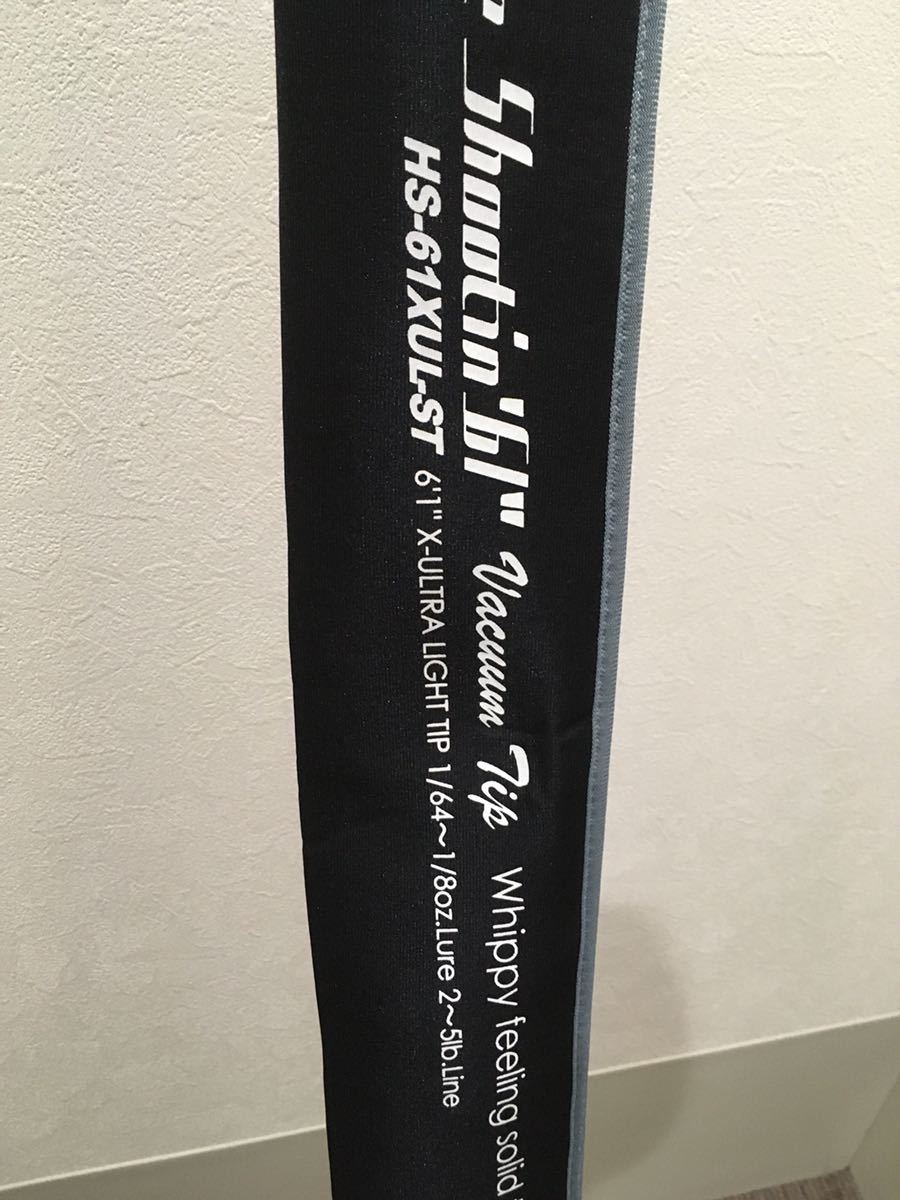 Shootin'61" Vacuum Tip Whippy feeling solid
HS-61XUL-ST 6'1" X-ULTRA LIGHT TIP 1/64~1/8oz.Lure 2~5lb.Line